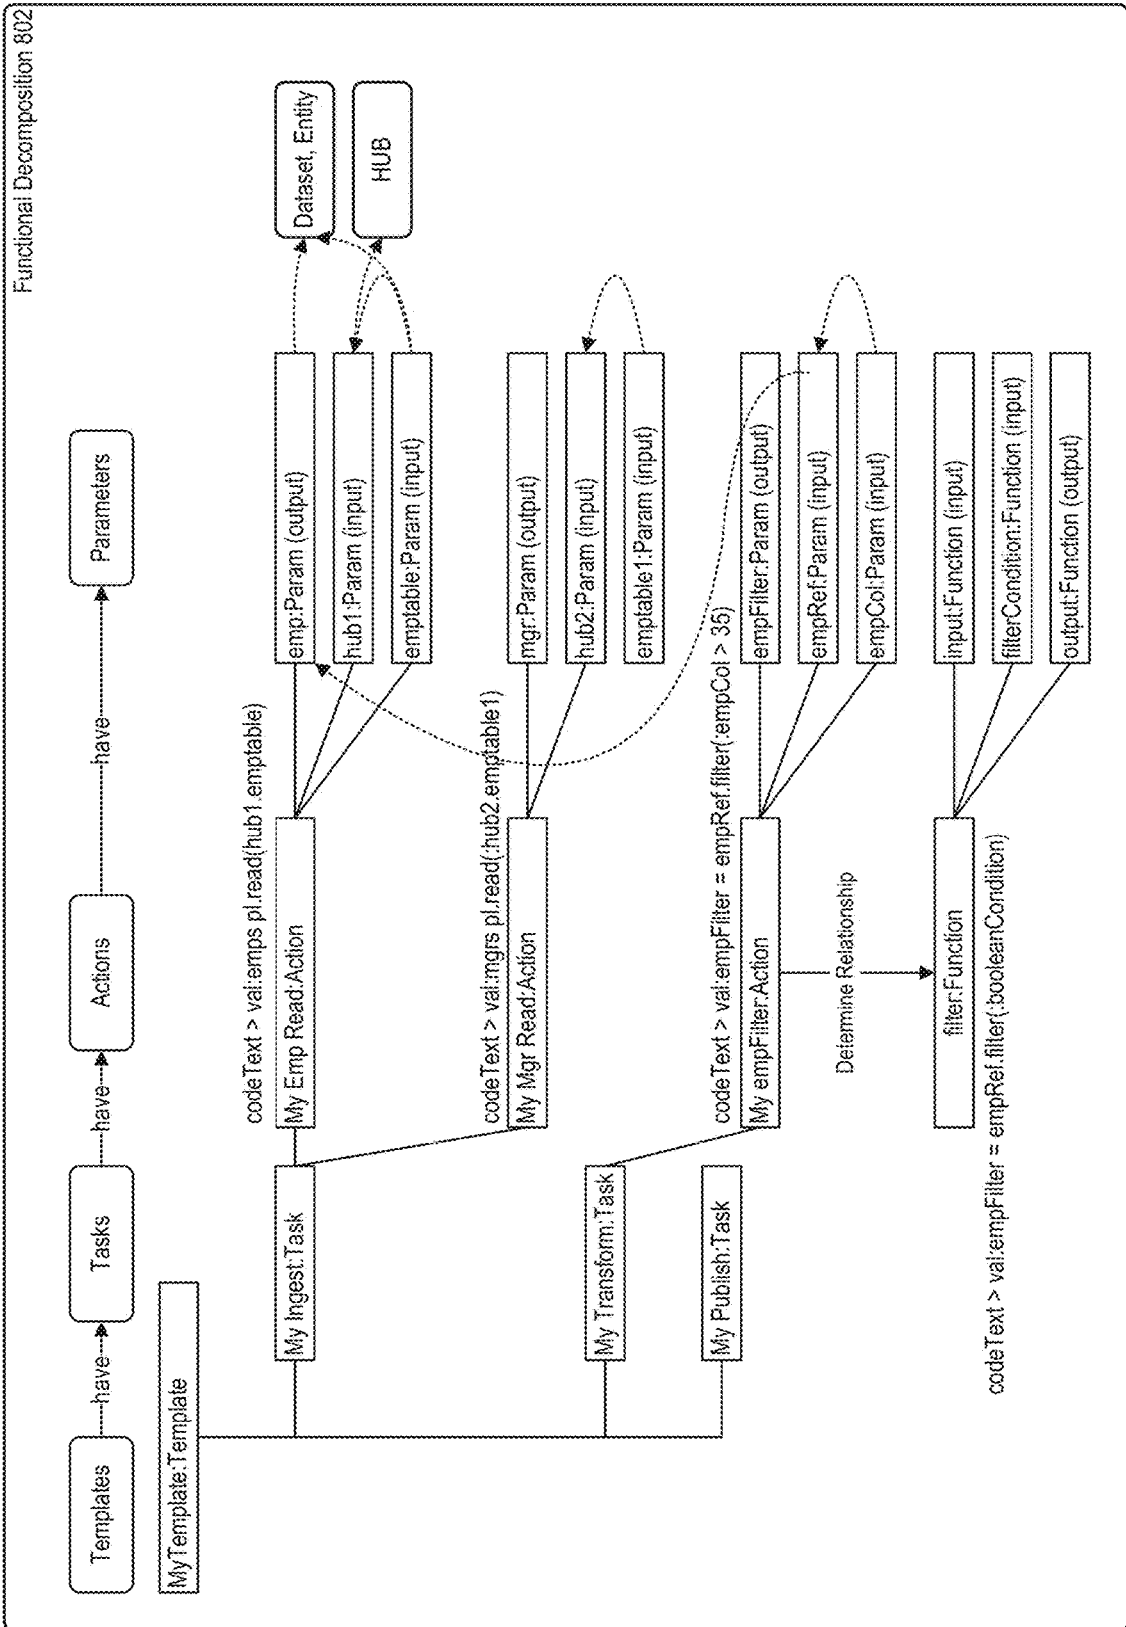 Functional Decomposition 802
Templates
have
Tasks
have
Actions
have
Parameters
MyTemplate:Template
codeText > val:emps pl.read(hub1.emptable)
My Ingest:Task
My Emp Read:Action
emp:Param (output)
hub1:Param (input)
emptable:Param (input)
Dataset, Entity
HUB
codeText > val:mgrs pl.read(:hub2.emptable1)
My Mgr Read:Action
mgr:Param (output)
hub2:Param (input)
emptable1:Param (input)
My Transform:Task
My Publish:Task
codeText > val:empFilter = empRef.filter(:empCol > 35)
My empFilter:Action
empFilter:Param (output)
empRef:Param (input)
empCol:Param (input)
Determine Relationship
filter:Function
input:Function (input)
filterCondition:Function (input)
output:Function (output)
codeText > val:empFilter = empRef.filter(:booleanCondition)